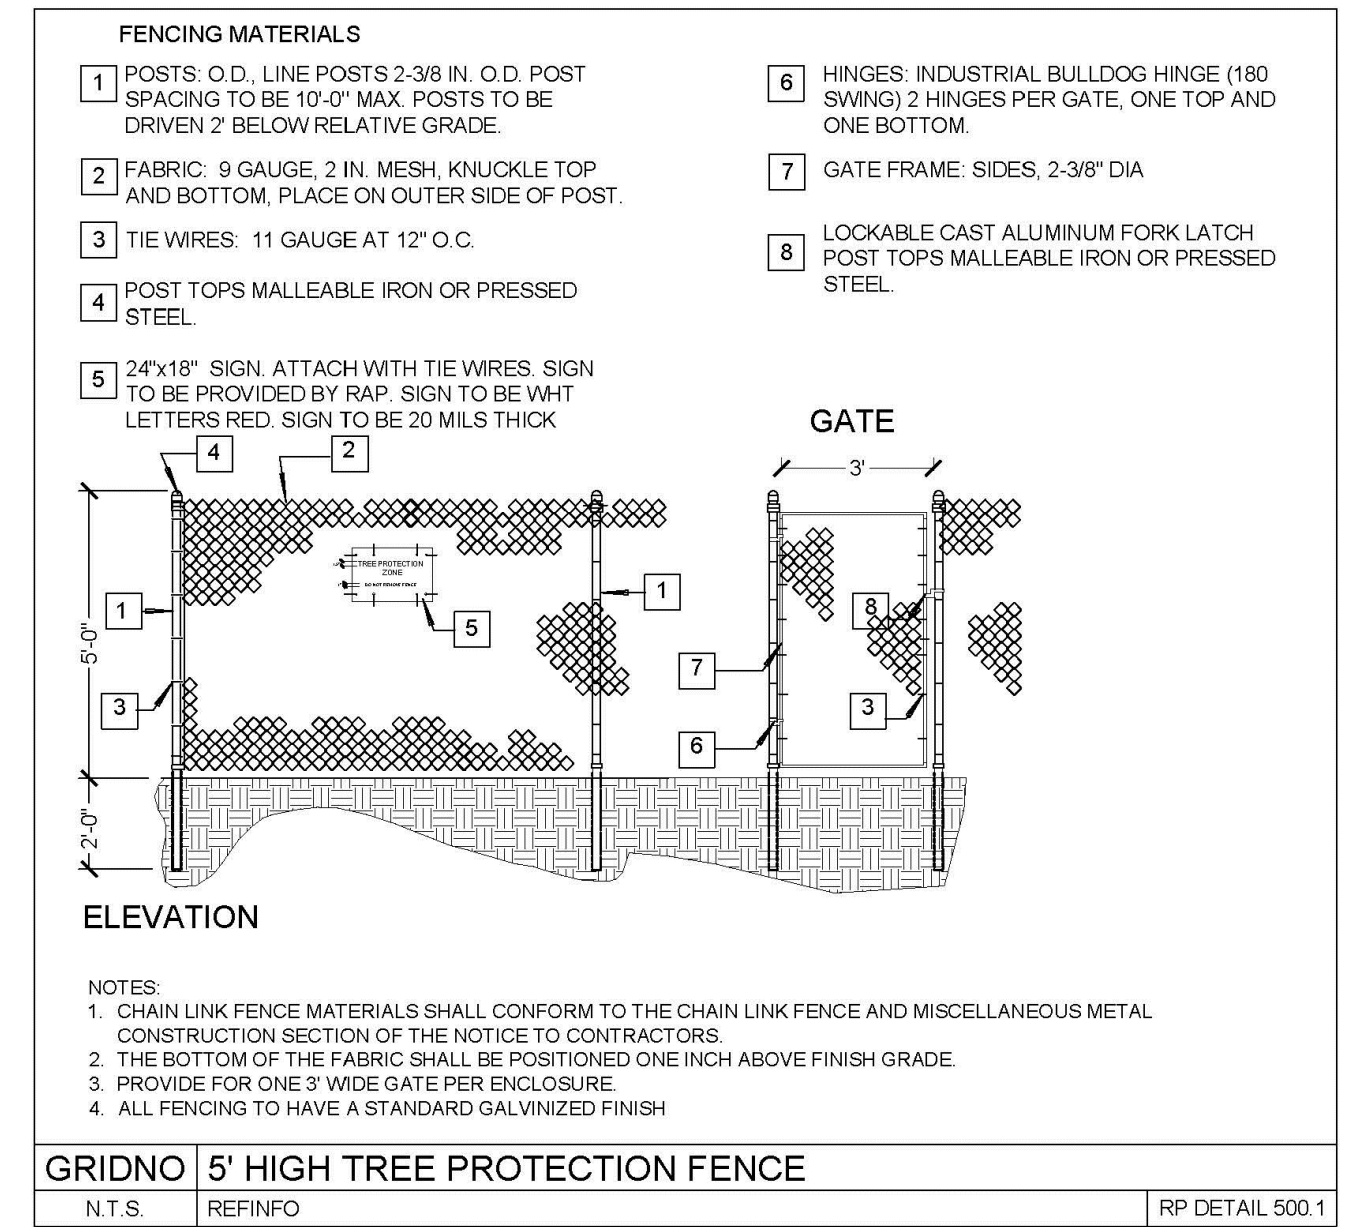 FENCING MATERIALS
1 POSTS: O.D., LINE POSTS 2-3/8 IN. O.D. POST
SPACING TO BE 10'-0" MAX. POSTS TO BE
DRIVEN 2' BELOW RELATIVE GRADE.
2 FABRIC: 9 GAUGE, 2 IN. MESH, KNUCKLE TOP
AND BOTTOM, PLACE ON OUTER SIDE OF POST.
3 TIE WIRES: 11 GAUGE AT 12" O.C.
4 POST TOPS MALLEABLE IRON OR PRESSED
STEEL.
5 24"x18" SIGN. ATTACH WITH TIE WIRES. SIGN
TO BE PROVIDED BY RAP. SIGN TO BE WHT
LETTERS RED. SIGN TO BE 20 MILS THICK
6 HINGES: INDUSTRIAL BULLDOG HINGE (180
SWING) 2 HINGES PER GATE, ONE TOP AND
ONE BOTTOM.
7 GATE FRAME: SIDES, 2-3/8" DIA
8 LOCKABLE CAST ALUMINUM FORK LATCH
POST TOPS MALLEABLE IRON OR PRESSED
STEEL.
GATE
4
2
3'
TREE PROTECTION
ZONE
DO NOT REMOVE FENCE
1
1
8
5
5'-0"
7
3
3
6
2'-0"
ELEVATION
NOTES:
1. CHAIN LINK FENCE MATERIALS SHALL CONFORM TO THE CHAIN LINK FENCE AND MISCELLANEOUS METAL
CONSTRUCTION SECTION OF THE NOTICE TO CONTRACTORS.
2. THE BOTTOM OF THE FABRIC SHALL BE POSITIONED ONE INCH ABOVE FINISH GRADE.
3. PROVIDE FOR ONE 3' WIDE GATE PER ENCLOSURE.
4. ALL FENCING TO HAVE A STANDARD GALVINIZED FINISH
GRIDNO 5' HIGH TREE PROTECTION FENCE
N.T.S. REFINFO RP DETAIL 500.1